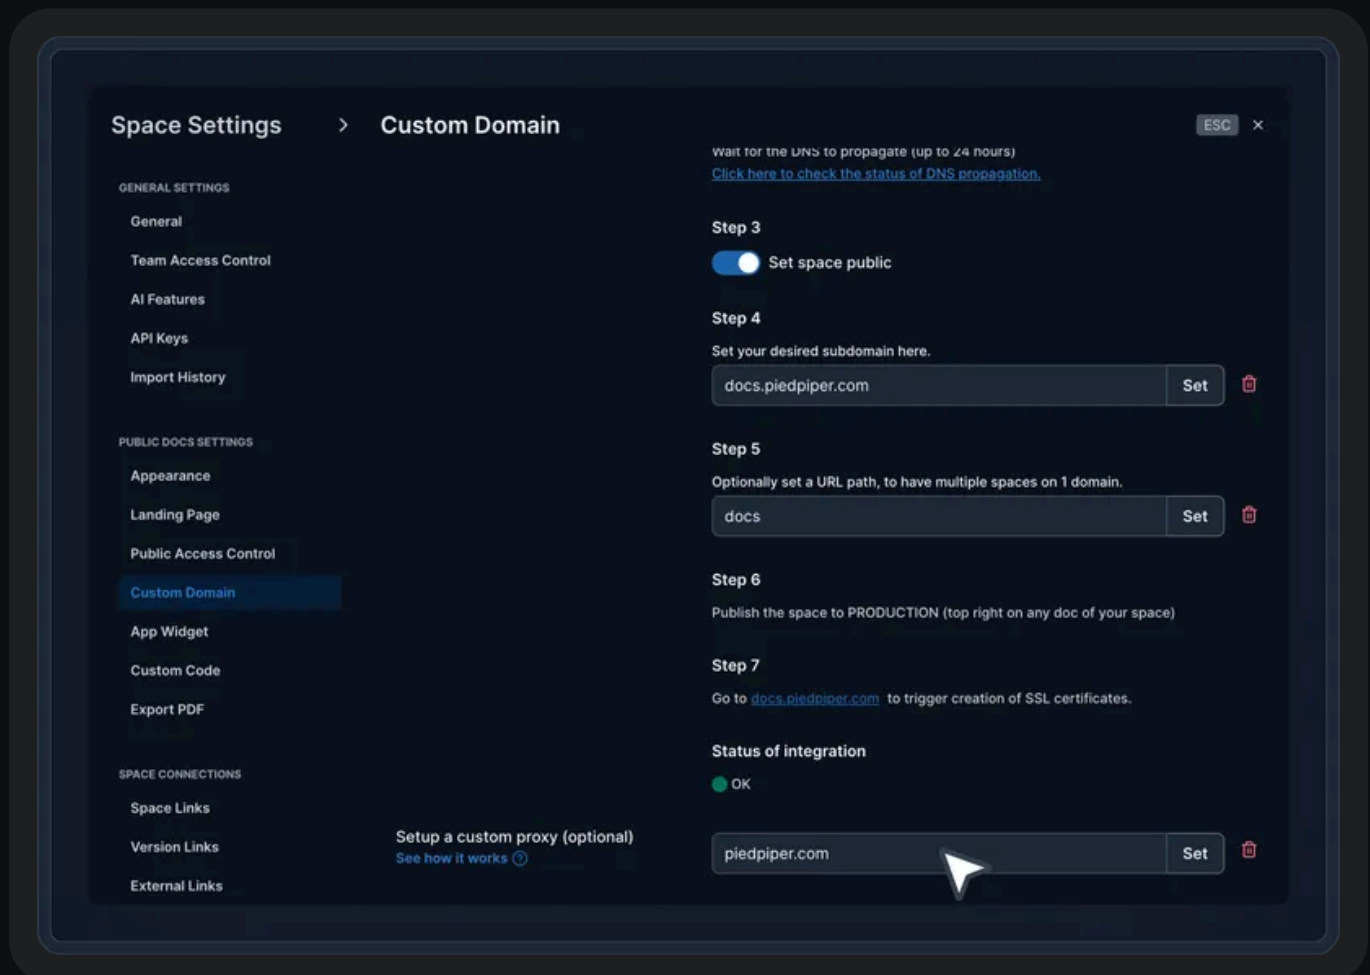 Space Settings
Custom Domain
ESC
GENERAL SETTINGS
General
Team Access Control
AI Features
API Keys
Import History
PUBLIC DOCS SETTINGS
Appearance
Landing Page
Public Access Control
Custom Domain
App Widget
Custom Code
Export PDF
SPACE CONNECTIONS
Space Links
Version Links
External Links
Wait for the DNS to propagate (up to 24 hours)
Click here to check the status of DNS propagation.
Step 3
Set space public
Step 4
Set your desired subdomain here.
docs.piedpiper.com Set
Step 5
Optionally set a URL path, to have multiple spaces on 1 domain.
docs Set
Step 6
Publish the space to PRODUCTION (top right on any doc of your space)
Step 7
Go to docs.piedpiper.com to trigger creation of SSL certificates.
Status of integration
OK
Setup a custom proxy (optional)
See how it works ?
piedpiper.com Set